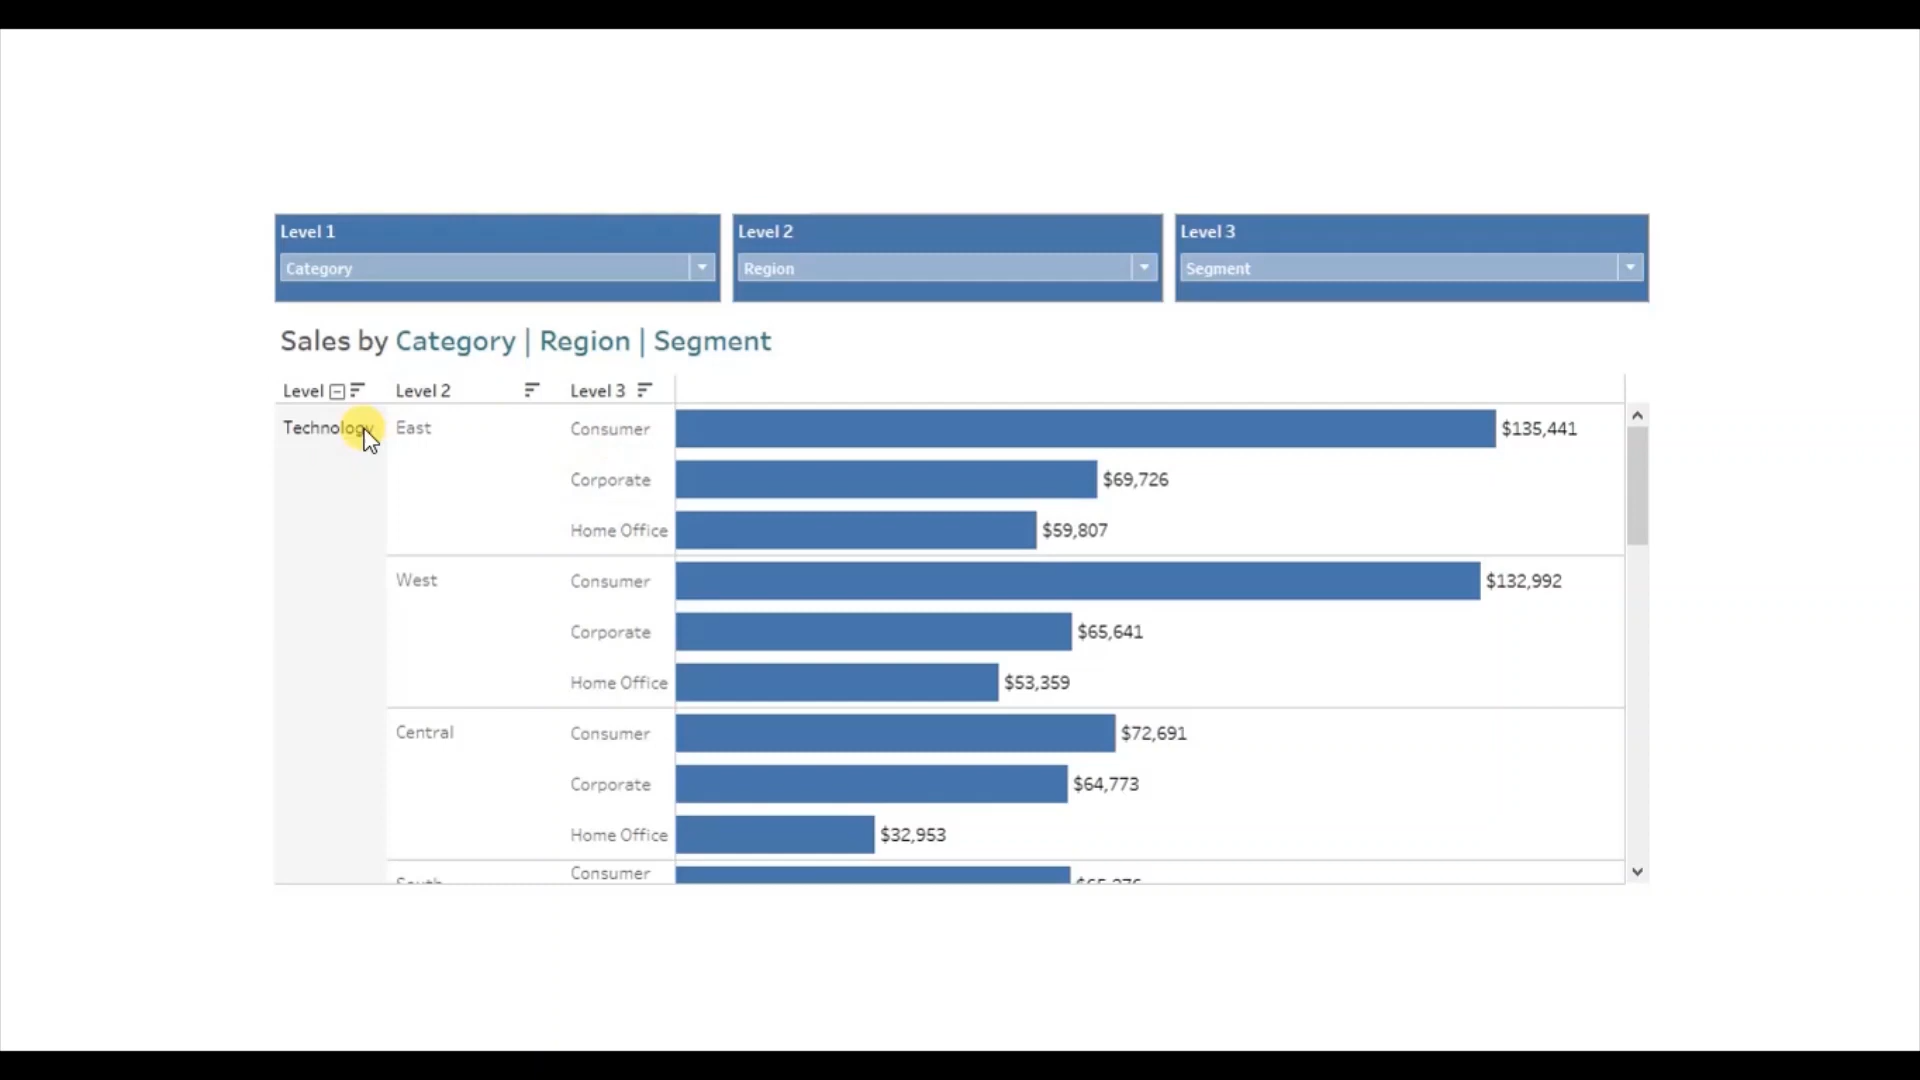 Level 1 Level 2 Level 3
Category Region Segment
Sales by Category | Region | Segment
Level Level 2 Level 3
Technology East Consumer $135,441
Corporate $69,726
Home Office $59,807
West Consumer $132,992
Corporate $65,641
Home Office $53,359
Central Consumer $72,691
Corporate $64,773
Home Office $32,953
South Consumer